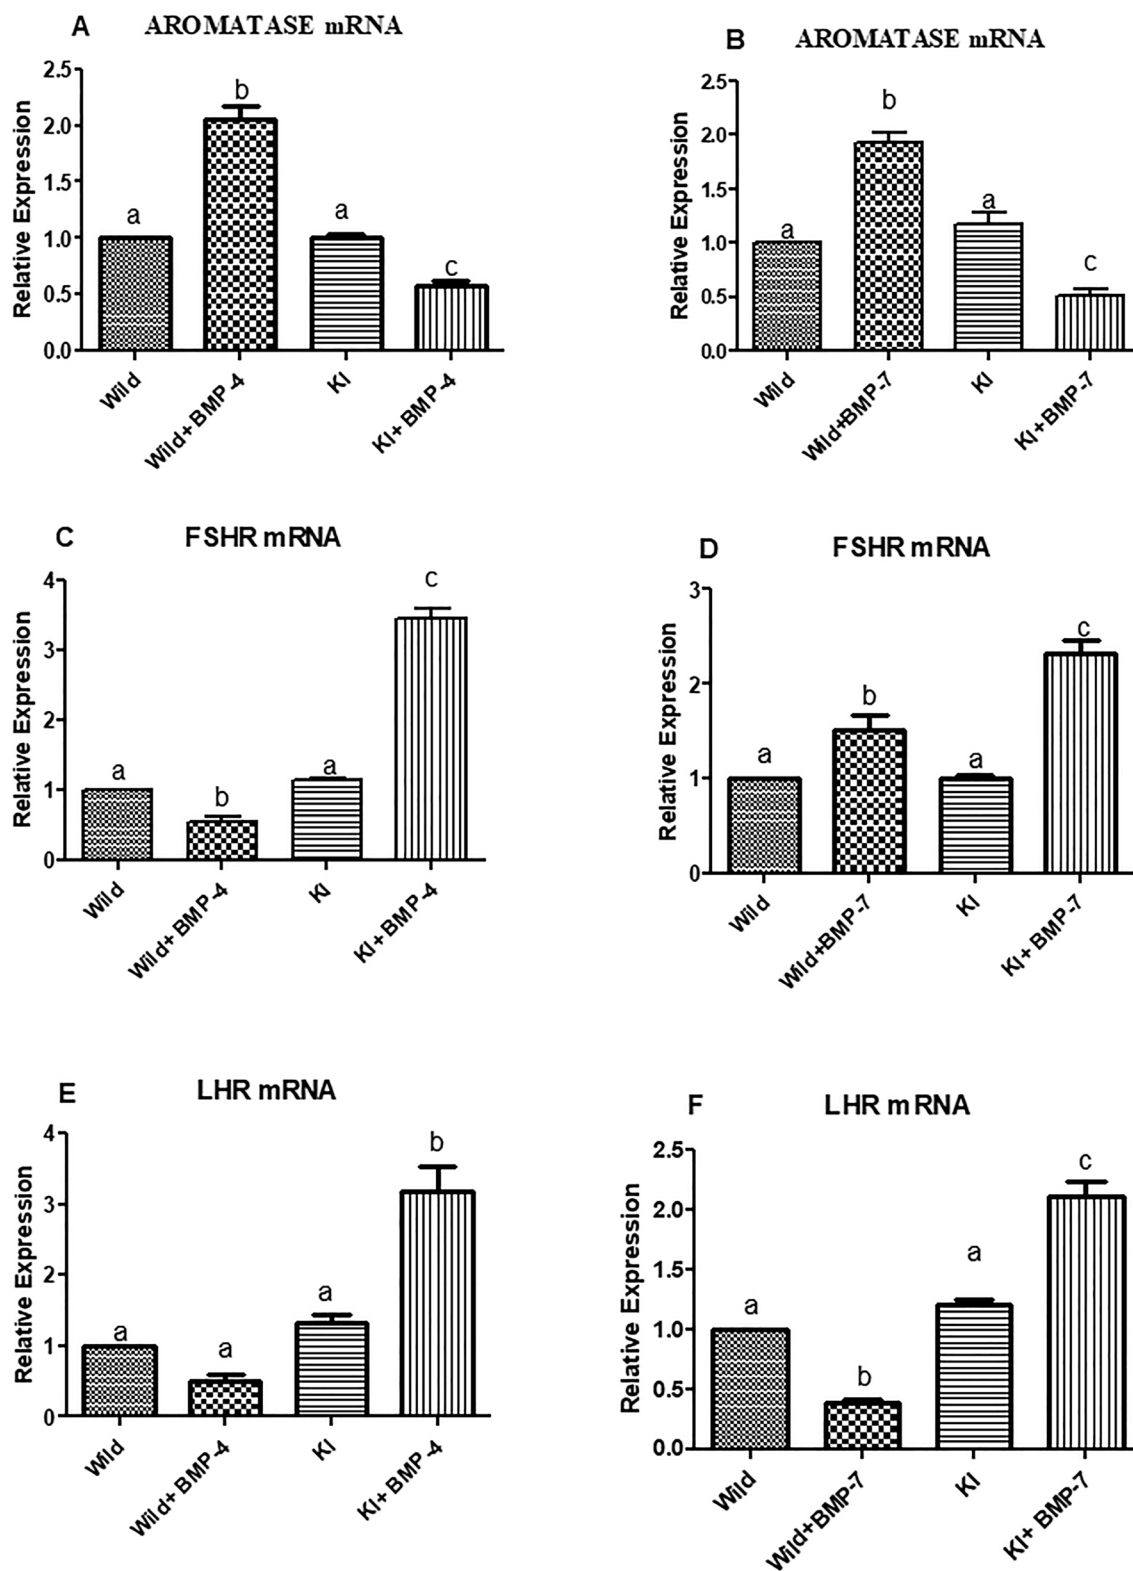 A AROMATASE mRNA
Relative Expression
2.5
2.0
1.5
1.0
0.5
0.0
a
b
a
c
Wild
Wild+BMP-4
KI
KI+BMP-4
B AROMATASE mRNA
Relative Expression
2.5
2.0
1.5
1.0
0.5
0.0
a
b
a
c
Wild
Wild+BMP-7
KI
KI+BMP-7
C FSHR mRNA
Relative Expression
4
3
2
1
0
a
b
a
c
Wild
Wild+BMP-4
KI
KI+BMP-4
D FSHR mRNA
Relative Expression
3
2
1
0
a
b
a
c
Wild
Wild+BMP-7
KI
KI+BMP-7
E LHR mRNA
Relative Expression
4
3
2
1
0
a
a
a
b
Wild
Wild+BMP-4
KI
KI+BMP-4
F LHR mRNA
Relative Expression
2.5
2.0
1.5
1.0
0.5
0.0
a
b
a
c
Wild
Wild+BMP-7
KI
KI+ BMP-7